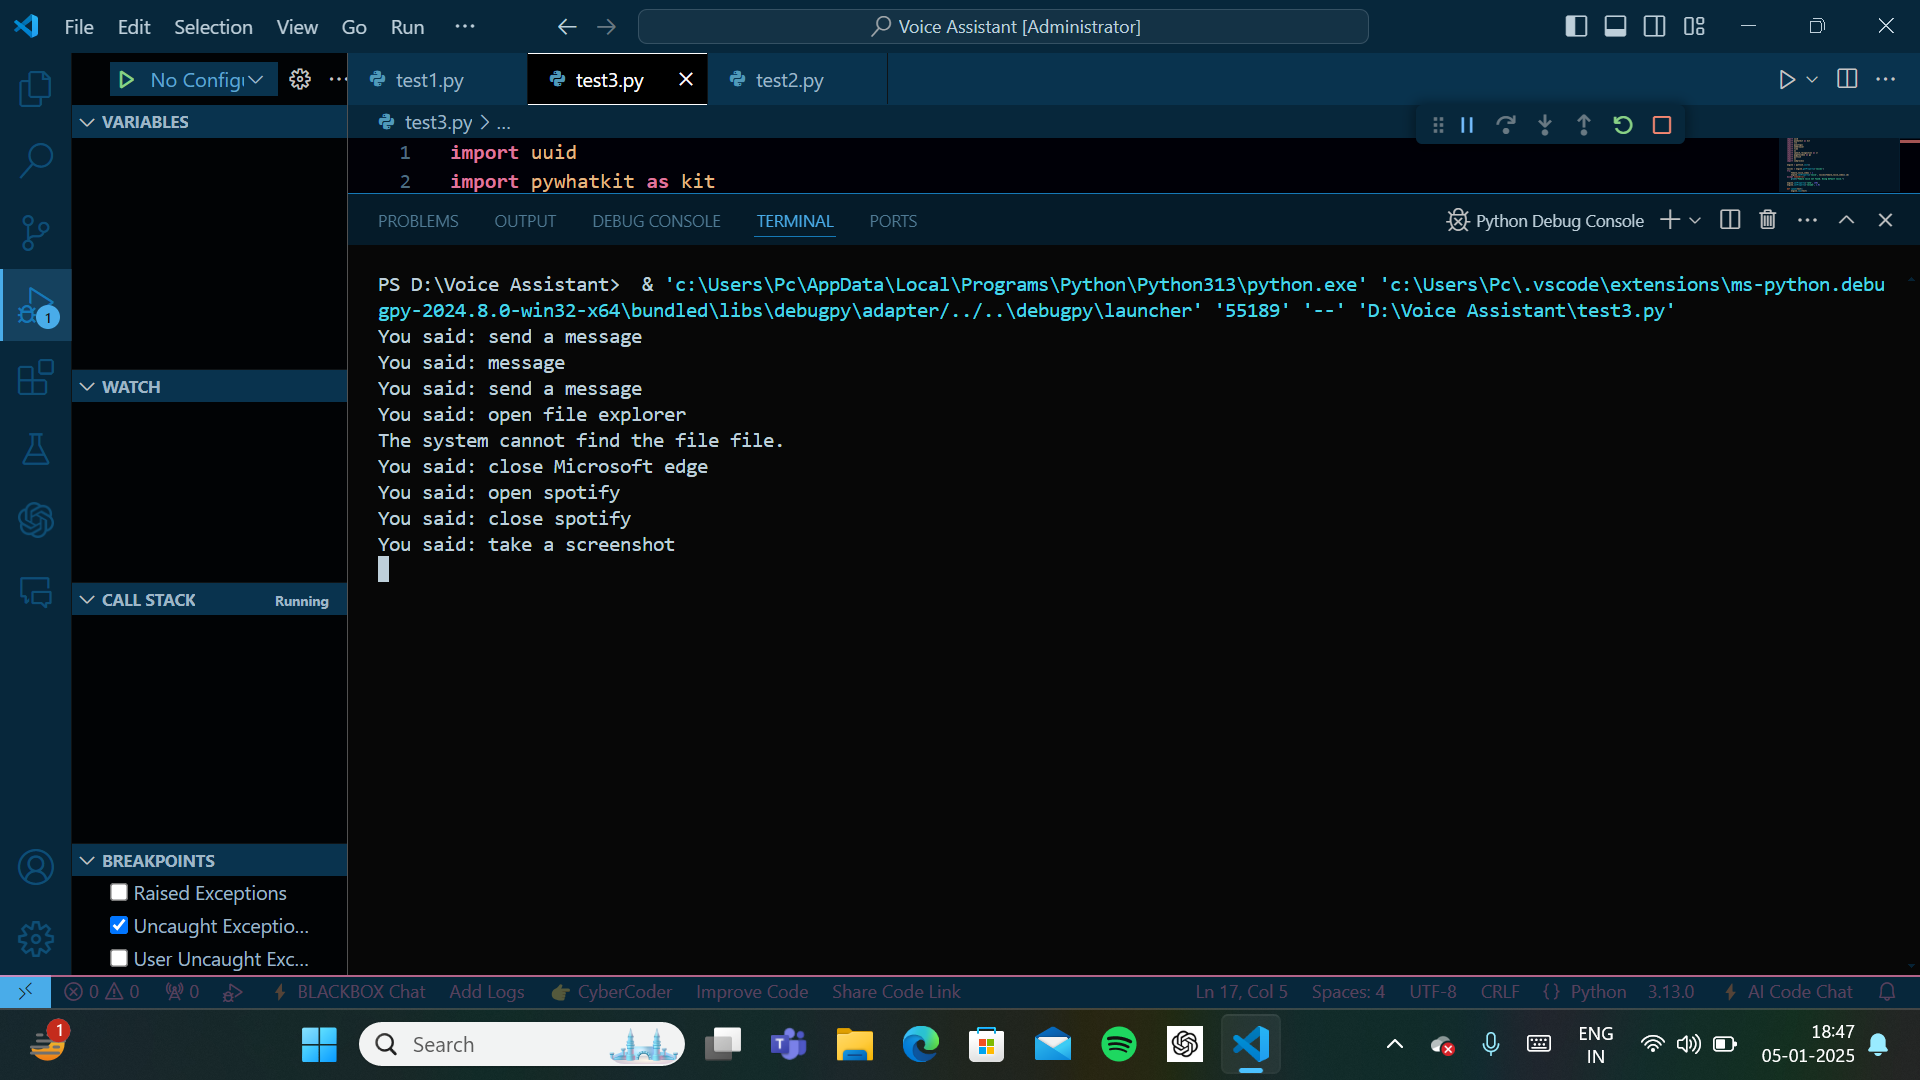 File Edit Selection View Go Run ···
Voice Assistant [Administrator]
No Config
test1.py
test3.py
test2.py
VARIABLES
test3.py > ...
1 import uuid
2 import pywhatkit as kit
PROBLEMS OUTPUT DEBUG CONSOLE TERMINAL PORTS
Python Debug Console
PS D:\Voice Assistant>  & 'c:\Users\Pc\AppData\Local\Programs\Python\Python313\python.exe' 'c:\Users\Pc\.vscode\extensions\ms-python.debu
gpy-2024.8.0-win32-x64\bundled\libs\debugpy\adapter/../..\debugpy\launcher' '55189' '--' 'D:\Voice Assistant\test3.py'
You said: send a message
You said: message
You said: send a message
You said: open file explorer
The system cannot find the file file.
You said: close Microsoft edge
You said: open spotify
You said: close spotify
You said: take a screenshot
1
WATCH
CALL STACK Running
BREAKPOINTS
Raised Exceptions
Uncaught Exceptio...
User Uncaught Exc...
0 0 0 BLACKBOX Chat Add Logs CyberCoder Improve Code Share Code Link
Ln 17, Col 5 Spaces: 4 UTF-8 CRLF {} Python 3.13.0 AI Code Chat
1
Search
ENG
IN
18:47
05-01-2025